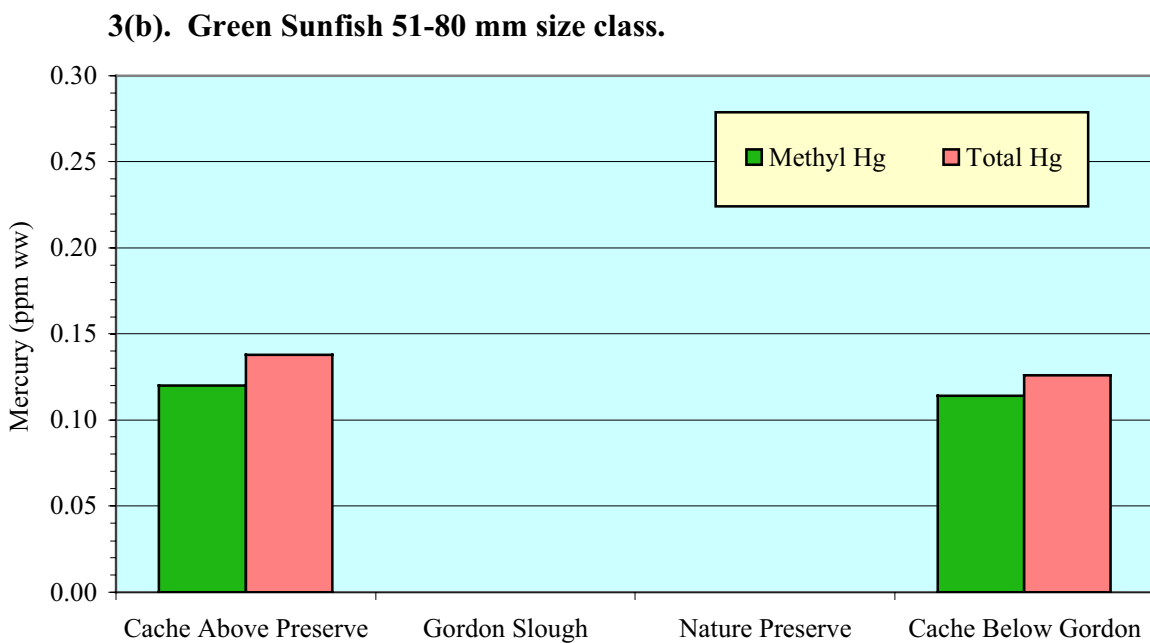 3(b).  Green Sunfish 51-80 mm size class.
0.30
0.25
0.20
0.15
0.10
0.05
0.00
Mercury (ppm ww)
Methyl Hg
Total Hg
Cache Above Preserve
Gordon Slough
Nature Preserve
Cache Below Gordon